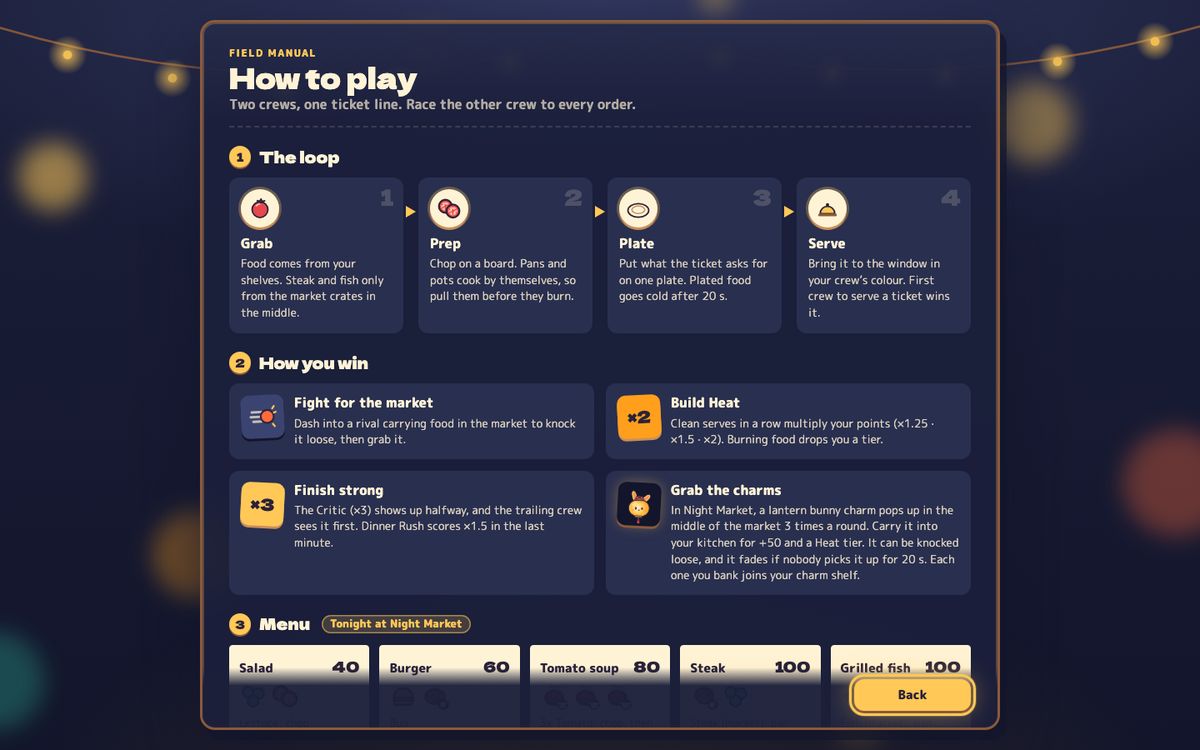 FIELD MANUAL
How to play
Two crews, one ticket line. Race the other crew to every order.
1 The loop
1
Grab
Food comes from your
shelves. Steak and fish only
from the market crates in
the middle.
2
Prep
Chop on a board. Pans and
pots cook by themselves, so
pull them before they burn.
3
Plate
Put what the ticket asks for
on one plate. Plated food
goes cold after 20 s.
4
Serve
Bring it to the window in
your crew's colour. First
crew to serve a ticket wins
it.
2 How you win
Fight for the market
Dash into a rival carrying food in the market to knock
it loose, then grab it.
×2
Build Heat
Clean serves in a row multiply your points (×1.25 ·
×1.5 · ×2). Burning food drops you a tier.
×3
Finish strong
The Critic (×3) shows up halfway, and the trailing crew
sees it first. Dinner Rush scores ×1.5 in the last
minute.
Grab the charms
In Night Market, a lantern bunny charm pops up in the
middle of the market 3 times a round. Carry it into
your kitchen for +50 and a Heat tier. It can be knocked
loose, and it fades if nobody picks it up for 20 s. Each
one you bank joins your charm shelf.
3 Menu Tonight at Night Market
Salad 40
Burger 60
Tomato soup 80
Steak 100
Grilled fish 100
Back